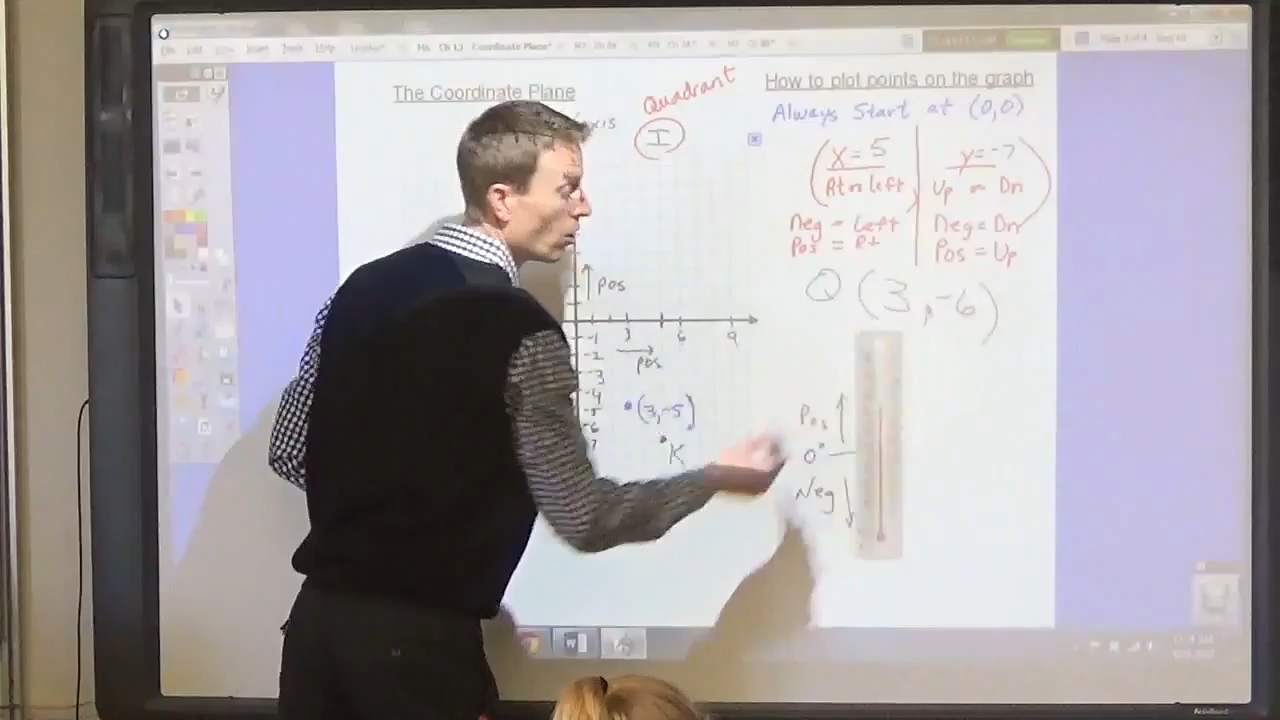 The Coordinate Plane
axis
Quadrant
I
How to plot points on the graph
Always Start at (0,0)
x = 5
Rt or Left
Neg = Left
Pos = Rt
y = -7
Up or Dn
Neg = Dn
Pos = Up
Q (3, -6)
Pos
3 6 9
Pos
-1
-2
-3
-4
-5
-6
7
(3, -5)
K
Pos
0°
Neg